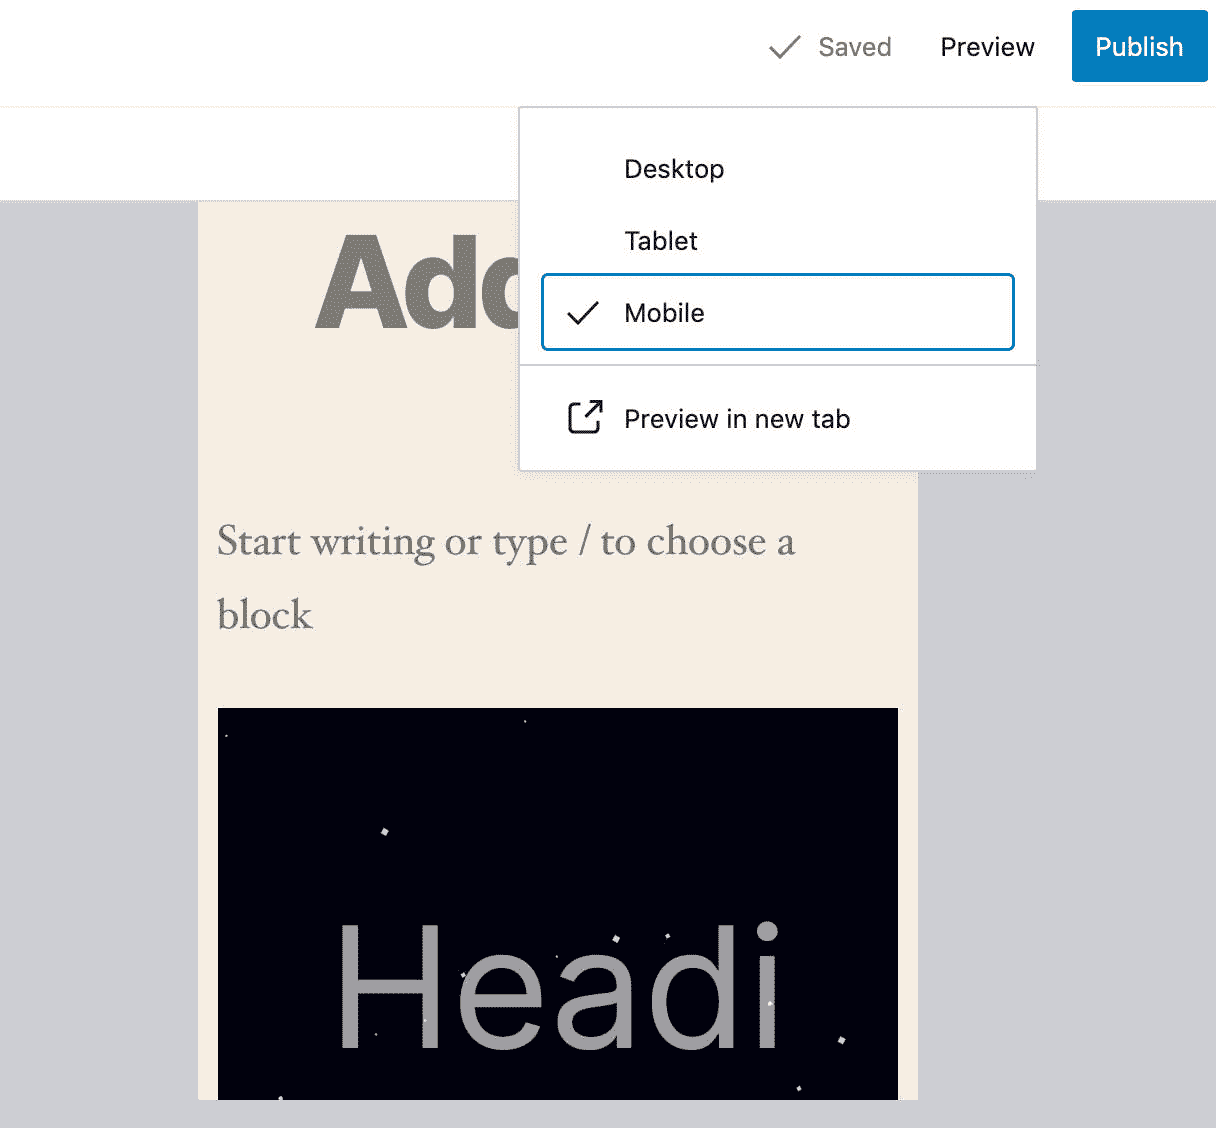 Saved Preview Publish
Desktop
Tablet
Mobile
Preview in new tab
Add
Start writing or type / to choose a
block
Headi